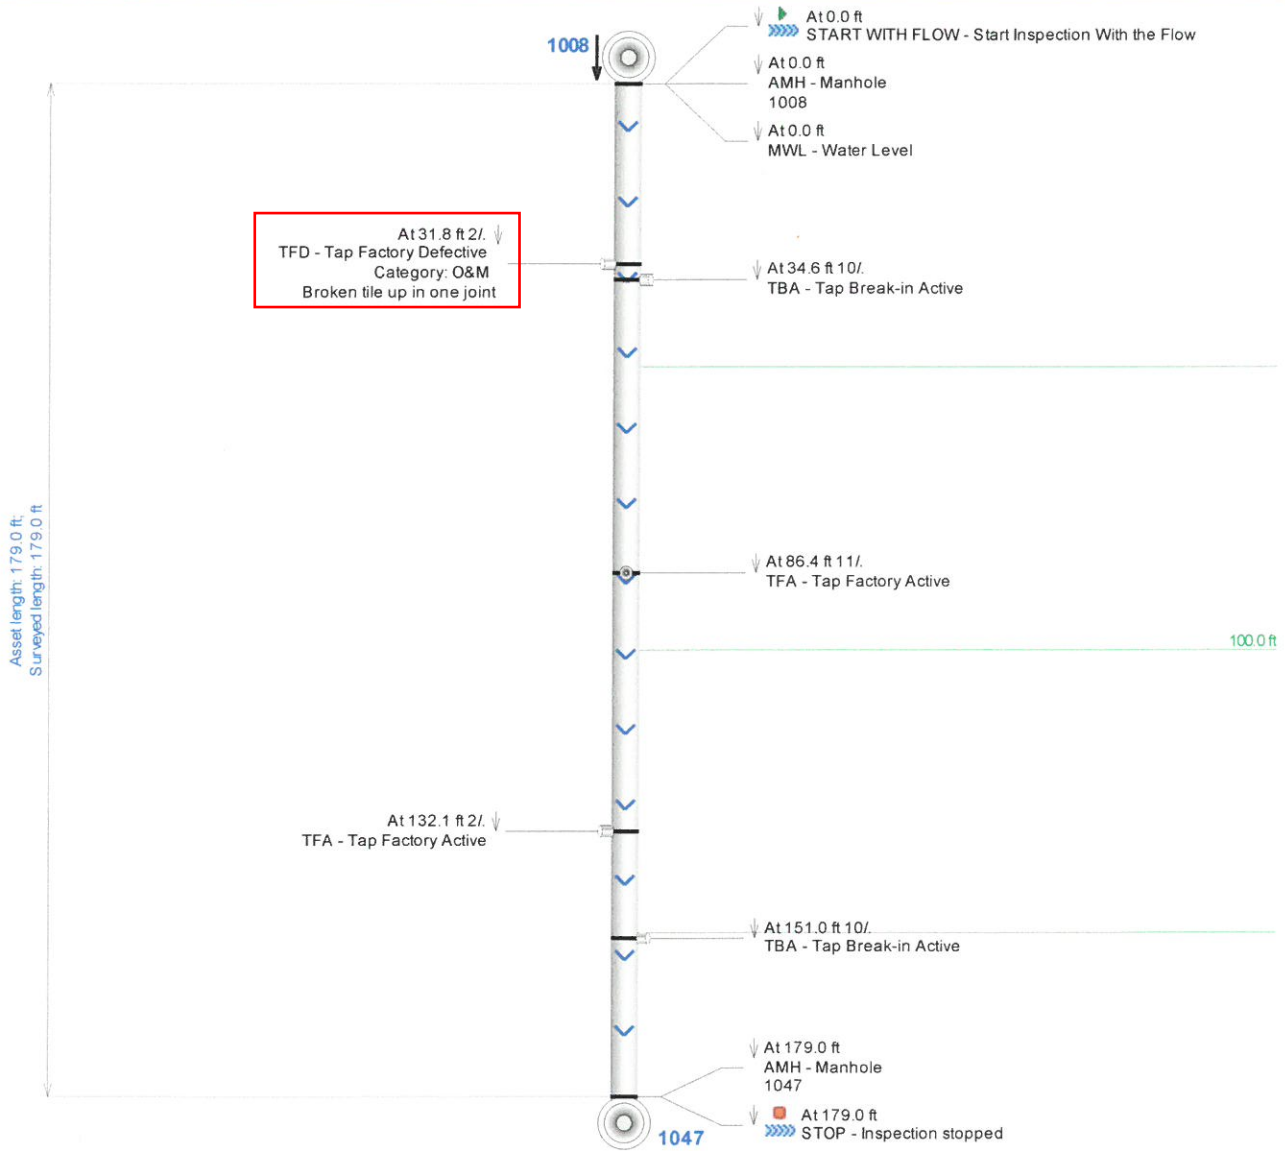 At 0.0 ft
START WITH FLOW - Start Inspection With the Flow
1008
At 0.0 ft
AMH - Manhole
1008
At 0.0 ft
MWL - Water Level
At 31.8 ft 2/.
TFD - Tap Factory Defective
Category: O&M
Broken tile up in one joint
At 34.6 ft 10/.
TBA - Tap Break-in Active
Asset length: 179.0 ft;
Surveyed length: 179.0 ft
At 86.4 ft 11/.
TFA - Tap Factory Active
100.0 ft
At 132.1 ft 2/.
TFA - Tap Factory Active
At 151.0 ft 10/.
TBA - Tap Break-in Active
At 179.0 ft
AMH - Manhole
1047
At 179.0 ft
STOP - Inspection stopped
1047